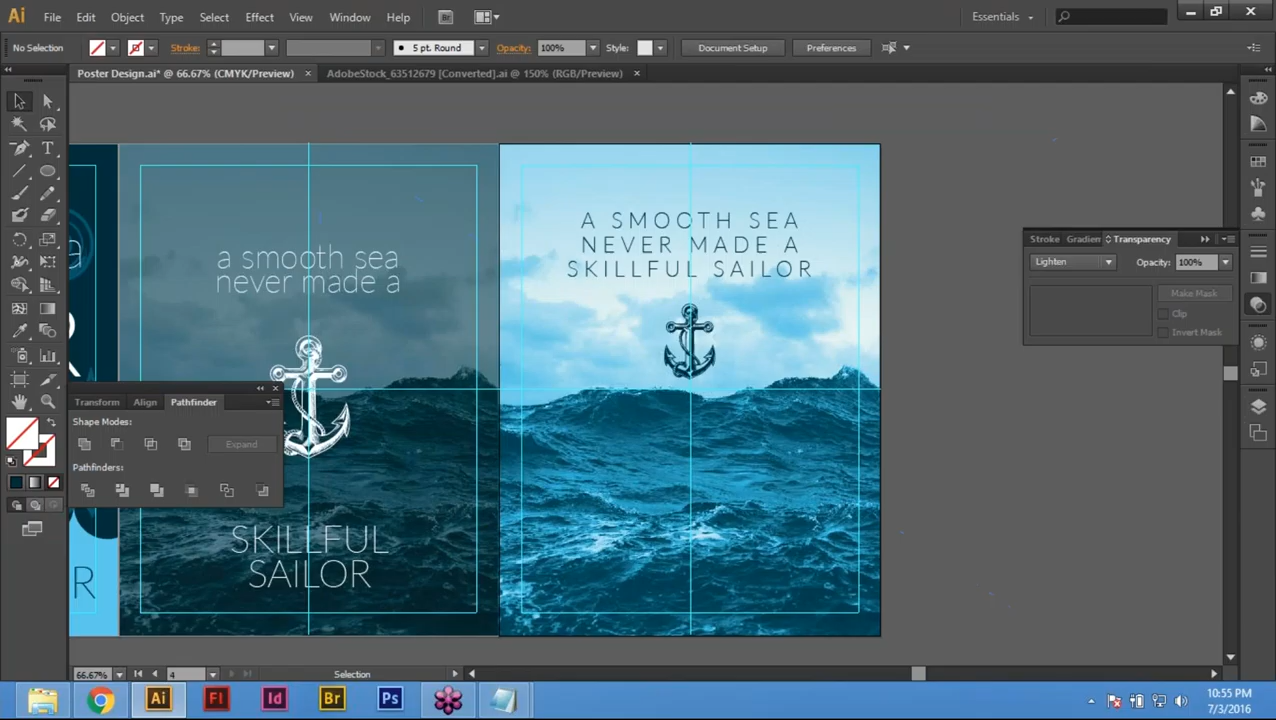 Ai
File Edit Object Type Select Effect View Window Help
Br
Essentials
No Selection
Stroke:
5 pt. Round
Opacity: 100%
Style:
Document Setup
Preferences
Poster Design.ai* @ 66.67% (CMYK/Preview) ×
AdobeStock_63512679 [Converted].ai @ 150% (RGB/Preview) ×
a
R
R
a smooth sea
never made a
SKILLFUL
SAILOR
A SMOOTH SEA
NEVER MADE A
SKILLFUL SAILOR
Transform Align Pathfinder
Shape Modes:
Expand
Pathfinders:
Stroke Gradien Transparency
Lighten
Opacity: 100%
Make Mask
Clip
Invert Mask
66.67%
4
Selection
Ai
Fl
Id
Br
Ps
10:55 PM
7/3/2016